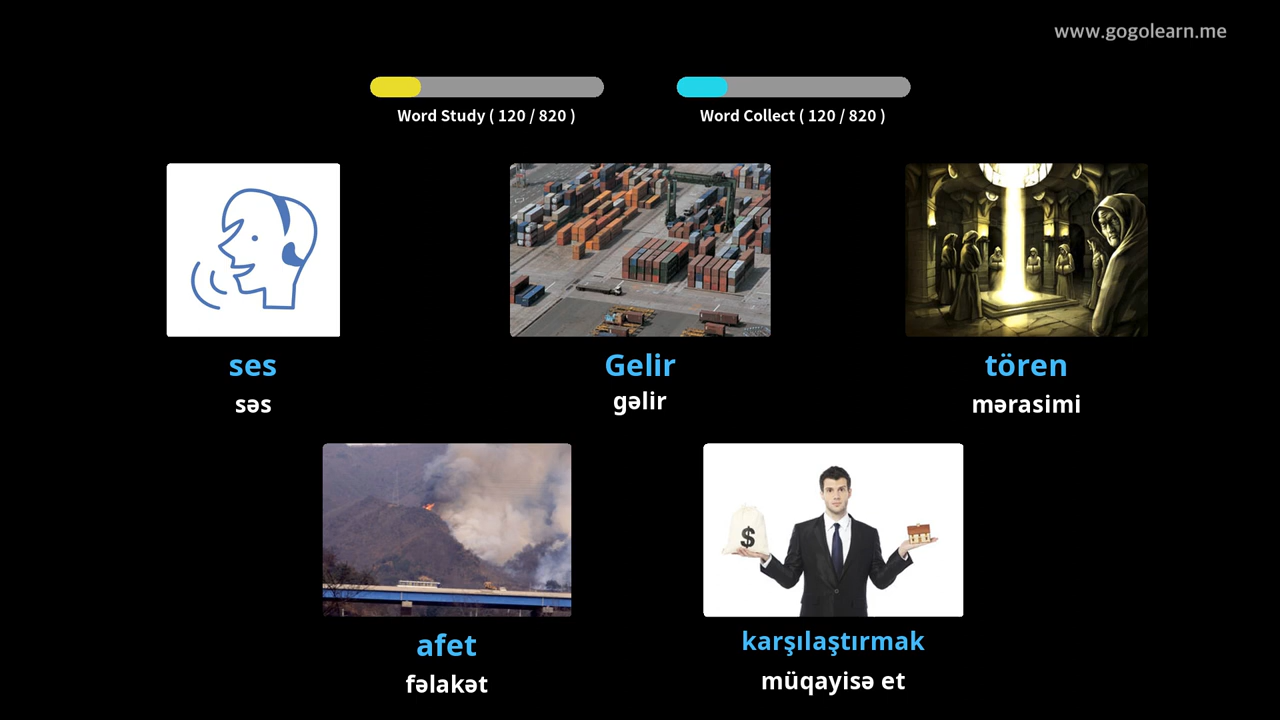 www.gogolearn.me
Word Study ( 120 / 820 )
Word Collect ( 120 / 820 )
ses
səs
Gelir
gəlir
tören
mərasimi
afet
fəlakət
karşılaştırmak
müqayisə et
$